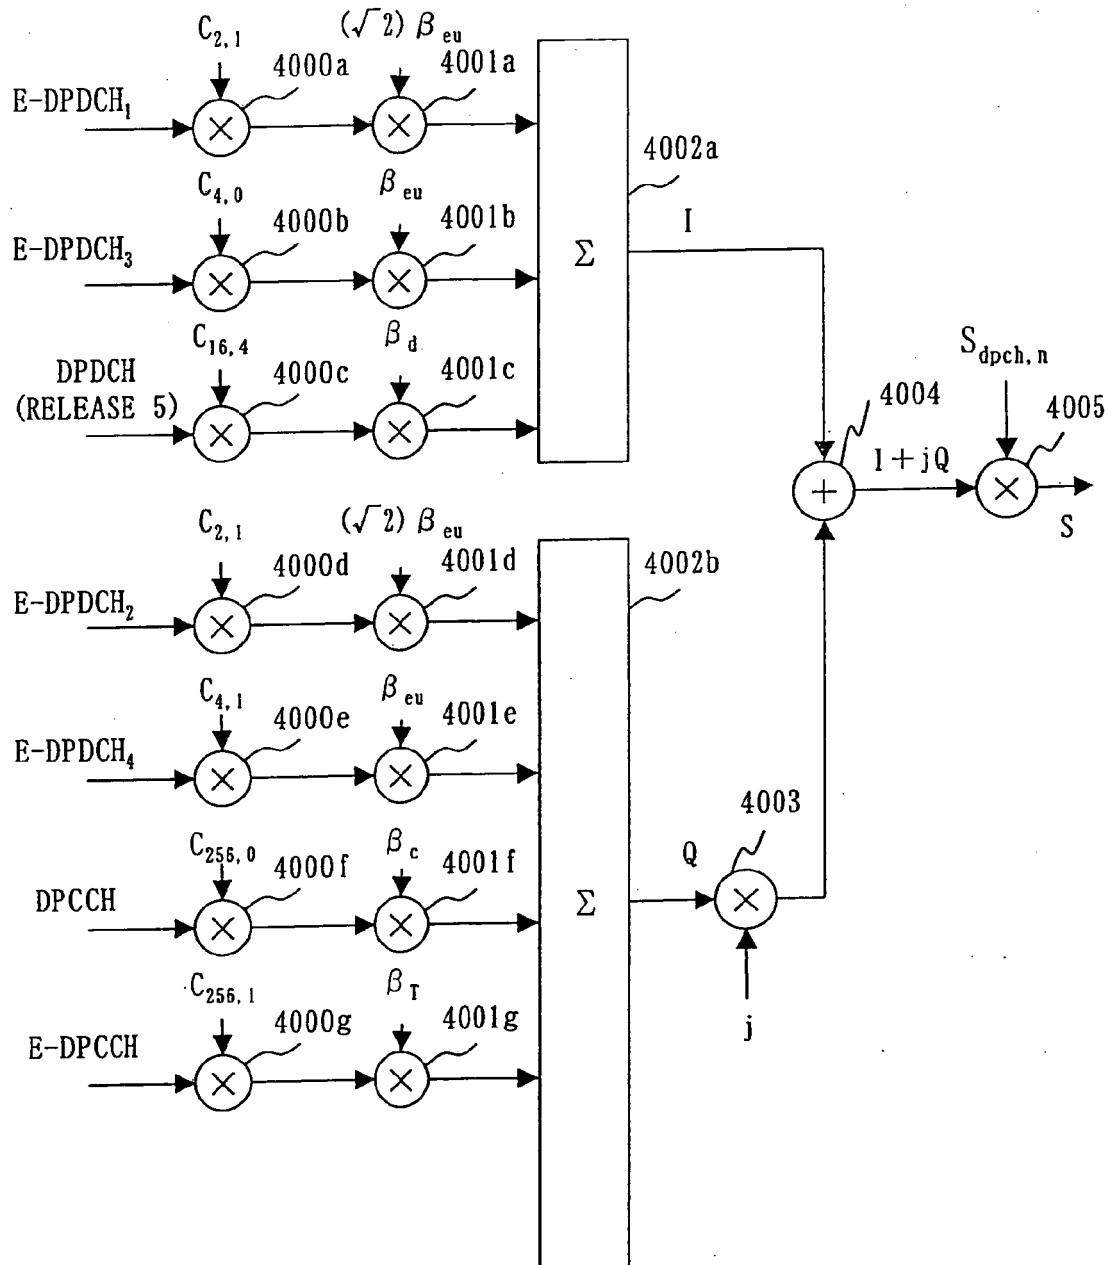 C2,1 (√2) βeu
4000a 4001a
E-DPDCH1
4002a
C4,0 βeu
4000b 4001b
I
E-DPDCH3
Σ
C16,4 βd
4000c 4001c
DPDCH
(RELEASE 5)
Sdpch,n
4004 4005
I+jQ
S
C2,1 (√2) βeu
4000d 4001d
4002b
E-DPDCH2
C4,1 βeu
4000e 4001e
E-DPDCH4
4003
C256,0 βc
4000f 4001f
Q
DPCCH
Σ
C256,1 βT
4000g 4001g
j
E-DPCCH